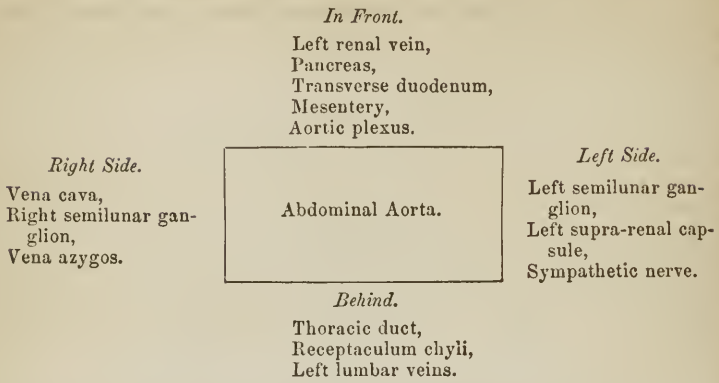 In Front.
Left renal vein,
Pancreas,
Transverse duodenum,
Mesentery,
Aortic plexus.
Right Side.
Vena cava,
Right semilunar gan-
glion,
Vena azygos.
Abdominal Aorta.
Left Side.
Left semilunar gan-
glion,
Left supra-renal cap-
sule,
Sympathetic nerve.
Behind.
Thoracic duct,
Receptaculum chyli,
Left lumbar veins.